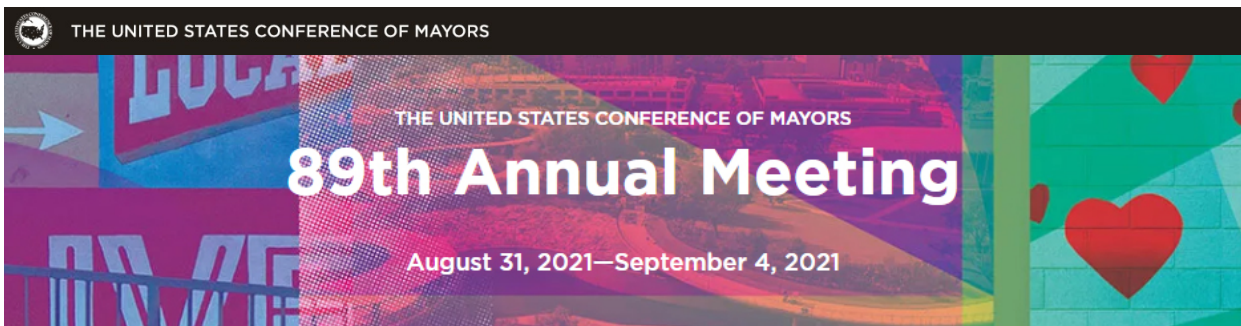 THE UNITED STATES CONFERENCE OF MAYORS
LOCAL
THE UNITED STATES CONFERENCE OF MAYORS
89th Annual Meeting
August 31, 2021—September 4, 2021